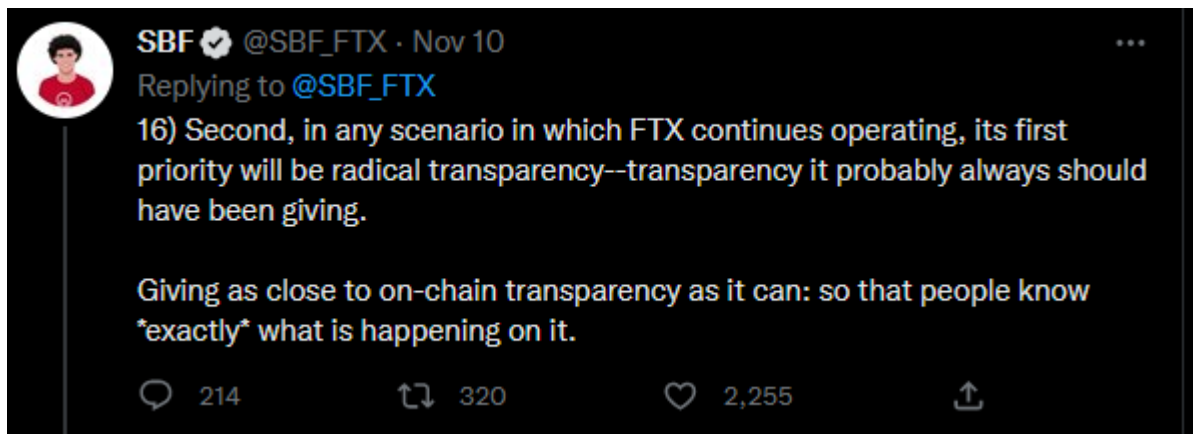 SBF @SBF_FTX · Nov 10
Replying to @SBF_FTX
16) Second, in any scenario in which FTX continues operating, its first
priority will be radical transparency--transparency it probably always should
have been giving.
Giving as close to on-chain transparency as it can: so that people know
*exactly* what is happening on it.
214 320 2,255